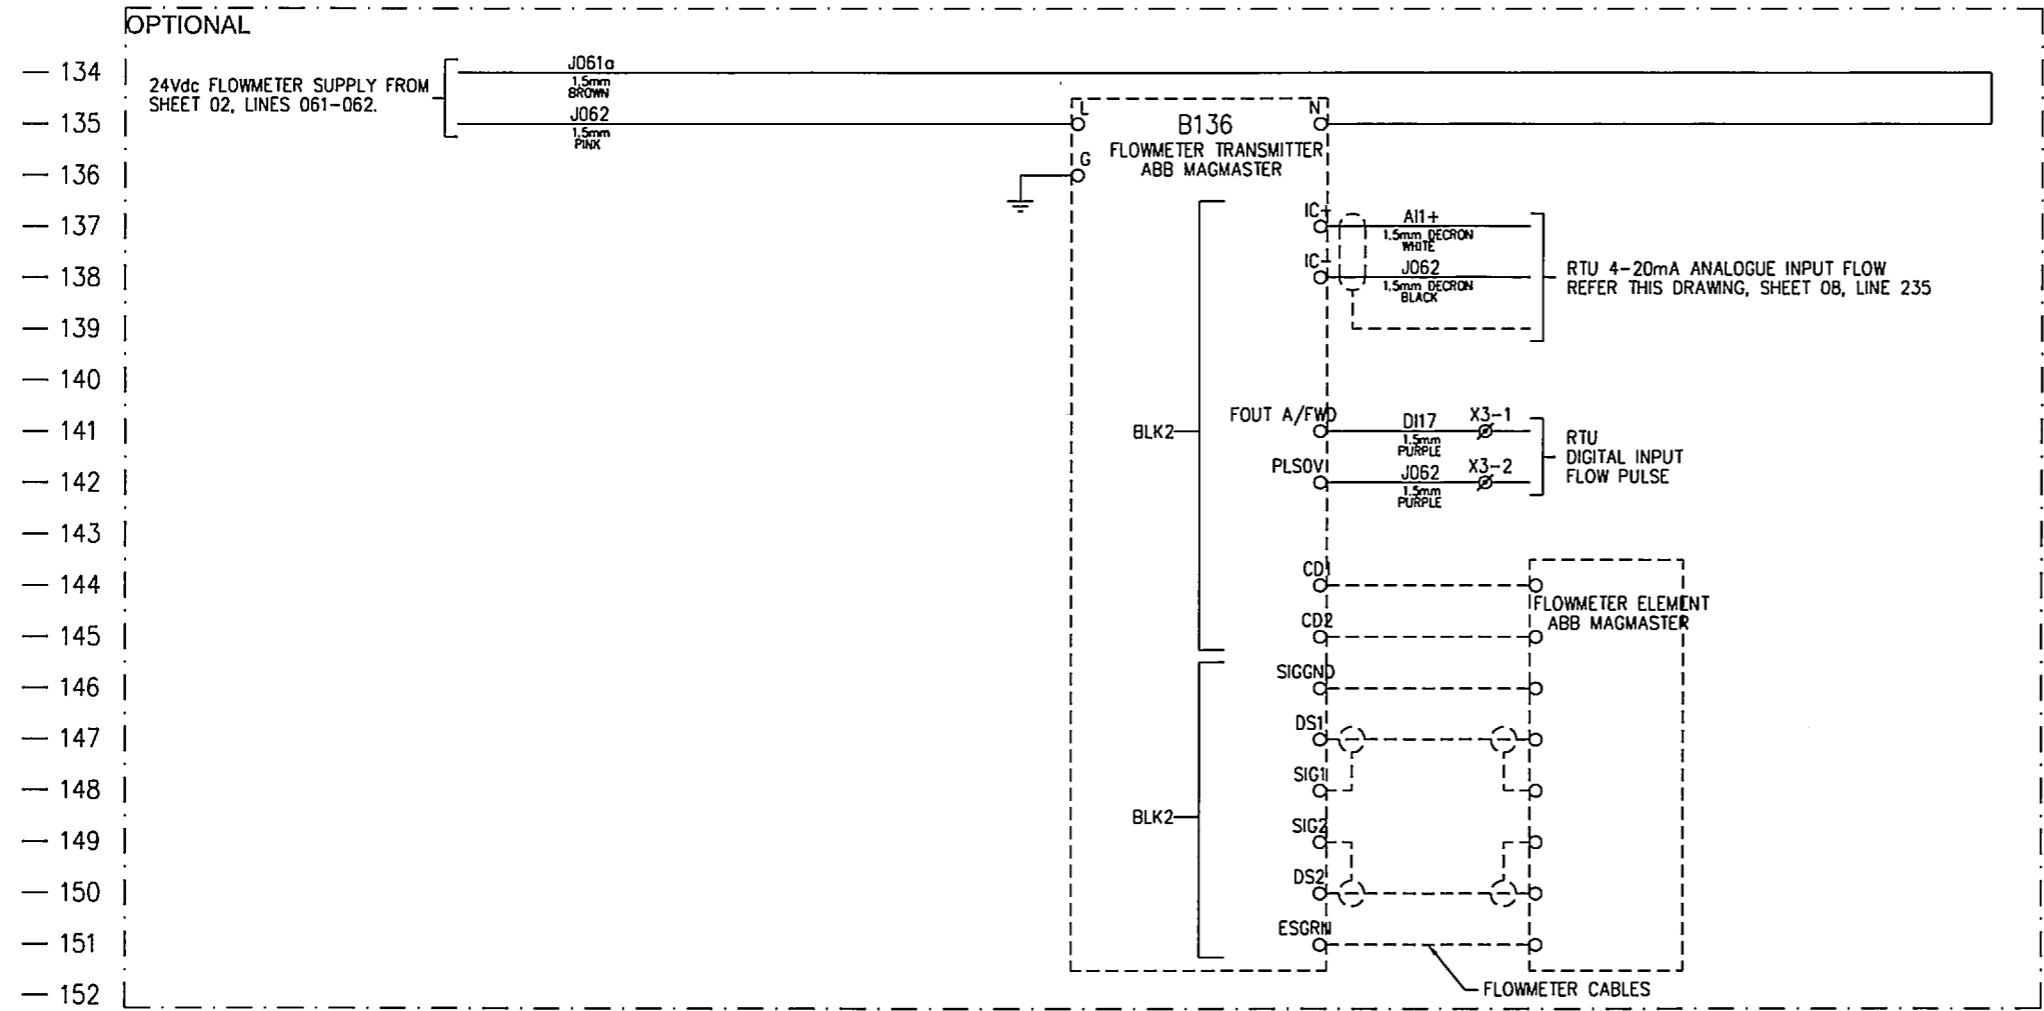 OPTIONAL
— 134
24Vdc FLOWMETER SUPPLY FROM
SHEET 02, LINES 061-062.
J061a
1,5mm
BROWN
— 135
J062
1,5mm
PINK
L
N
B136
FLOWMETER TRANSMITTER
ABB MAGMASTER
— 136
G
— 137
IC+
AI1+
1,5mm DECRON
WHITE
— 138
IC-
J062
1,5mm DECRON
BLACK
RTU 4-20mA ANALOGUE INPUT FLOW
REFER THIS DRAWING, SHEET 08, LINE 235
— 139
— 140
— 141
BLK2
FOUT A/FWD
DI17
1,5mm
PURPLE
X3-1
RTU
DIGITAL INPUT
FLOW PULSE
— 142
PLSOV
J062
1,5mm
PURPLE
X3-2
— 143
— 144
CD1
FLOWMETER ELEMENT
ABB MAGMASTER
— 145
CD2
— 146
SIGGND
— 147
DS1
— 148
SIG1
— 149
BLK2
SIG2
— 150
DS2
— 151
ESGRN
— 152
FLOWMETER CABLES